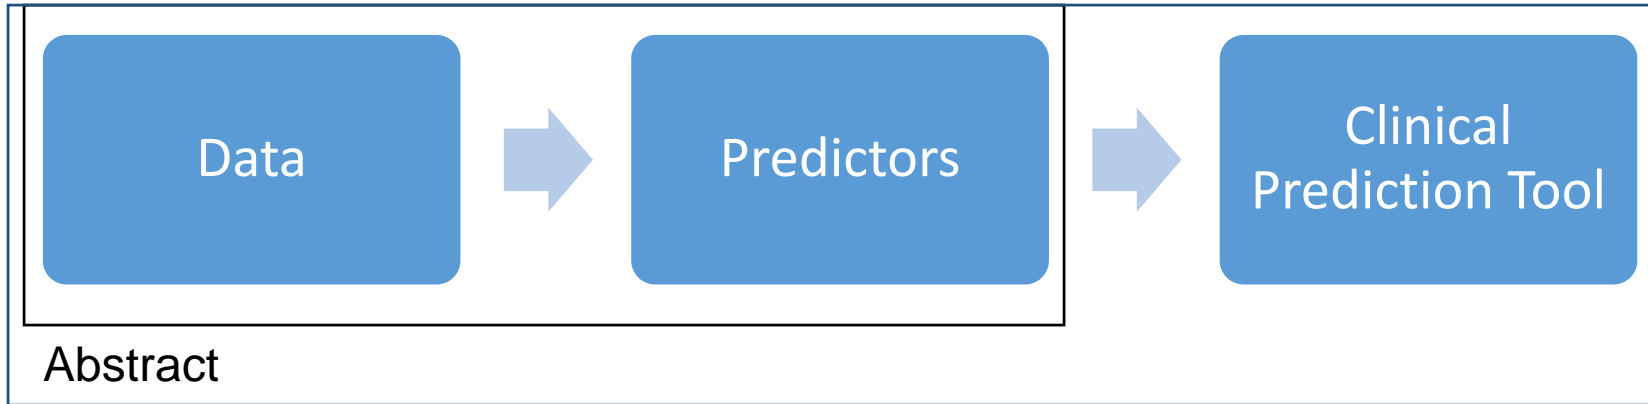 Data
Predictors
Clinical
Prediction Tool
Abstract